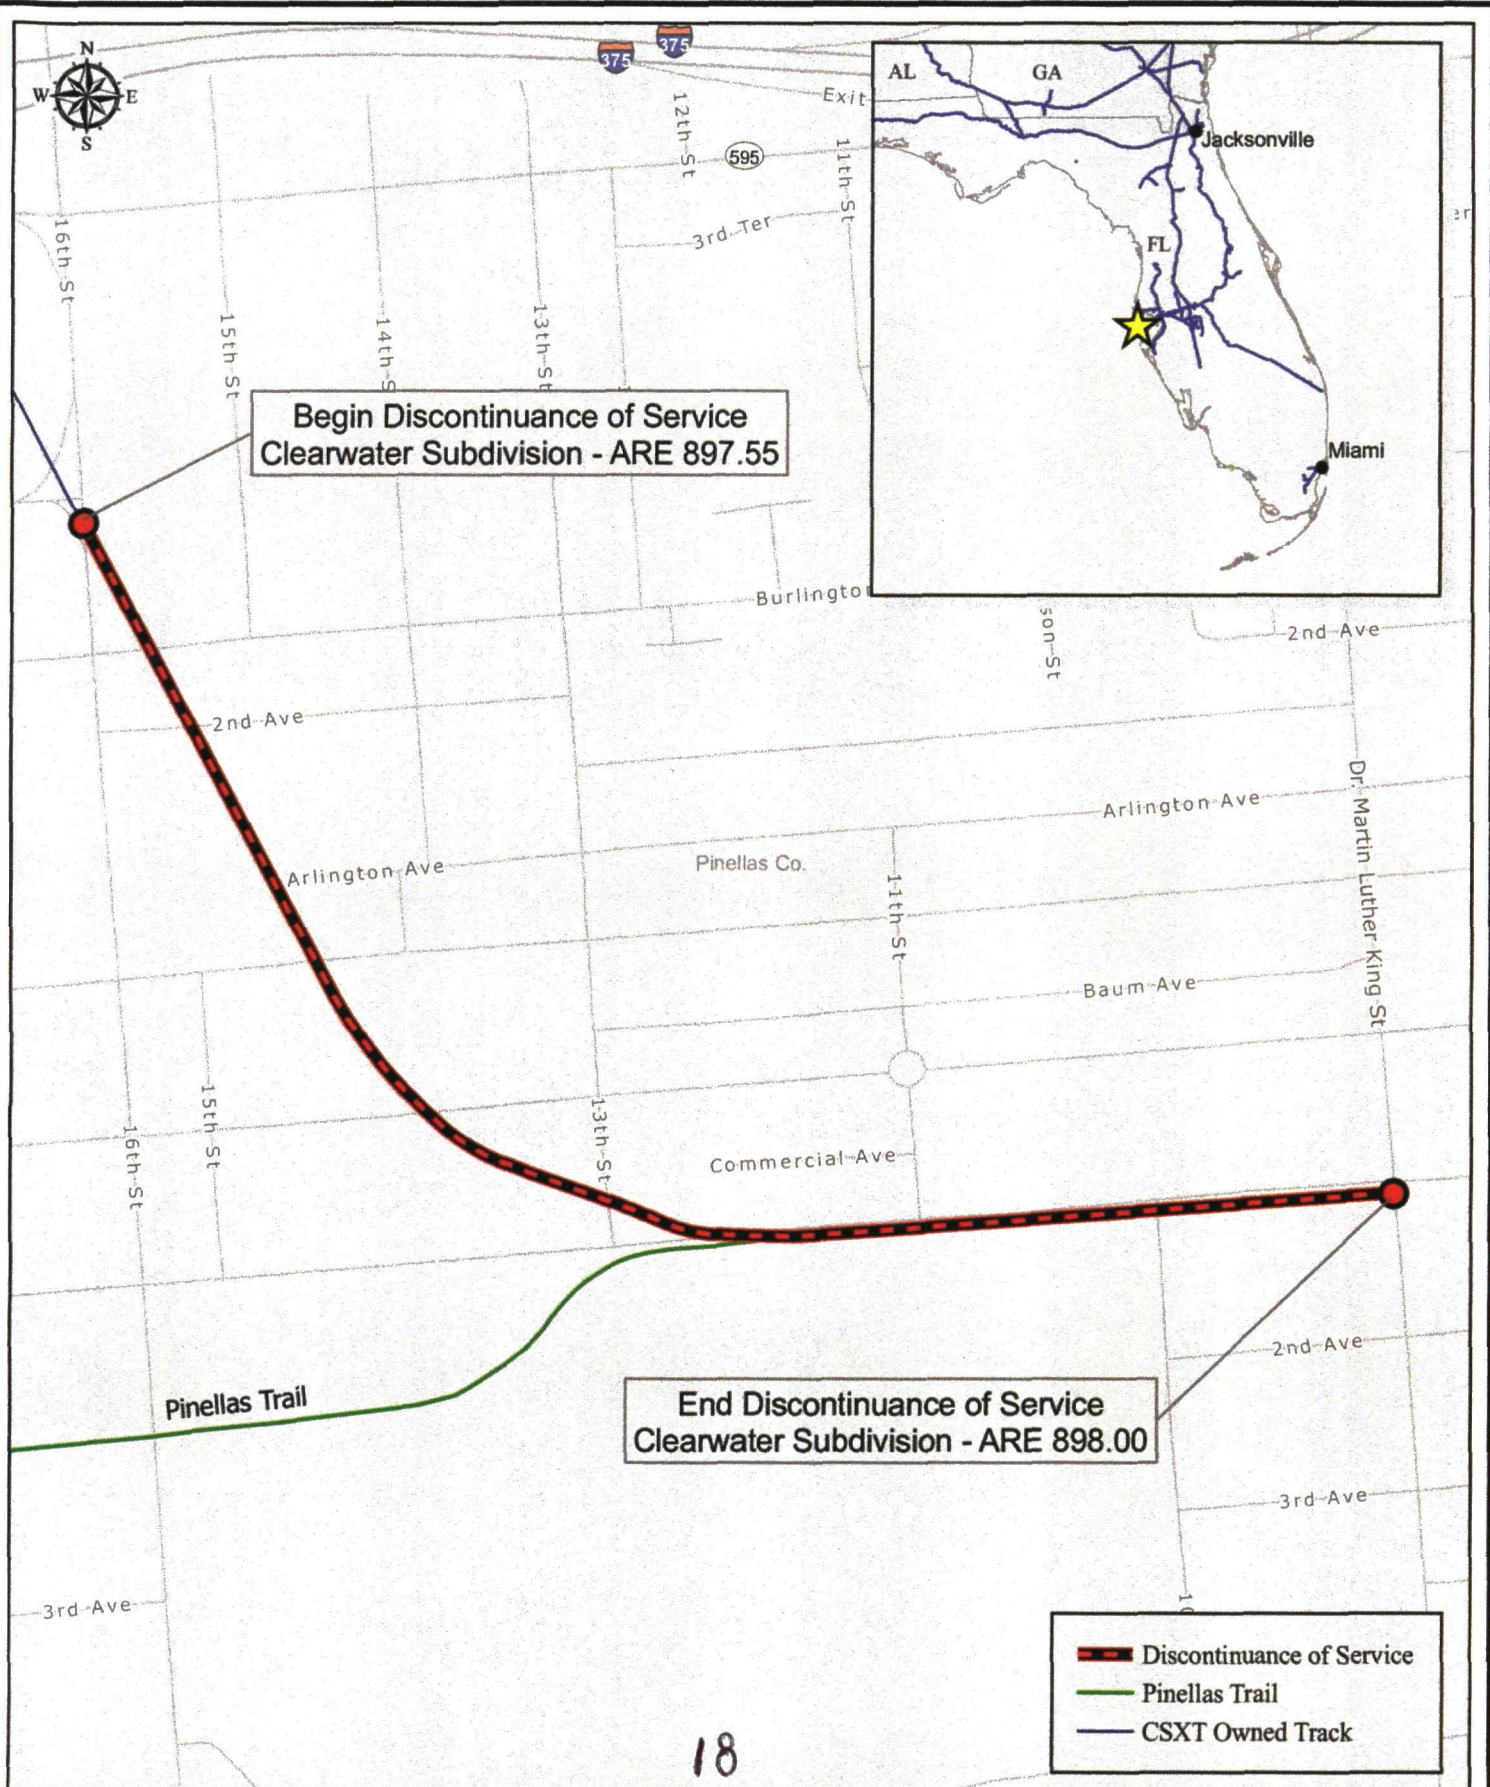 N
W E
S
375
375
Exit
12th St
595
11th St
3rd Ter
16th St
15th St
14th S
13th St
AL
GA
Jacksonville
FL
Miami
Begin Discontinuance of Service
Clearwater Subdivision - ARE 897.55
Burlingto
son St
2nd Ave
2nd Ave
Dr. Martin Luther King St
Arlington Ave
Pinellas Co.
Arlington Ave
11th St
Baum Ave
15th St
16th St
13th St
Commercial Ave
2nd Ave
Pinellas Trail
End Discontinuance of Service
Clearwater Subdivision - ARE 898.00
3rd Ave
3rd Ave
Discontinuance of Service
Pinellas Trail
CSXT Owned Track
18